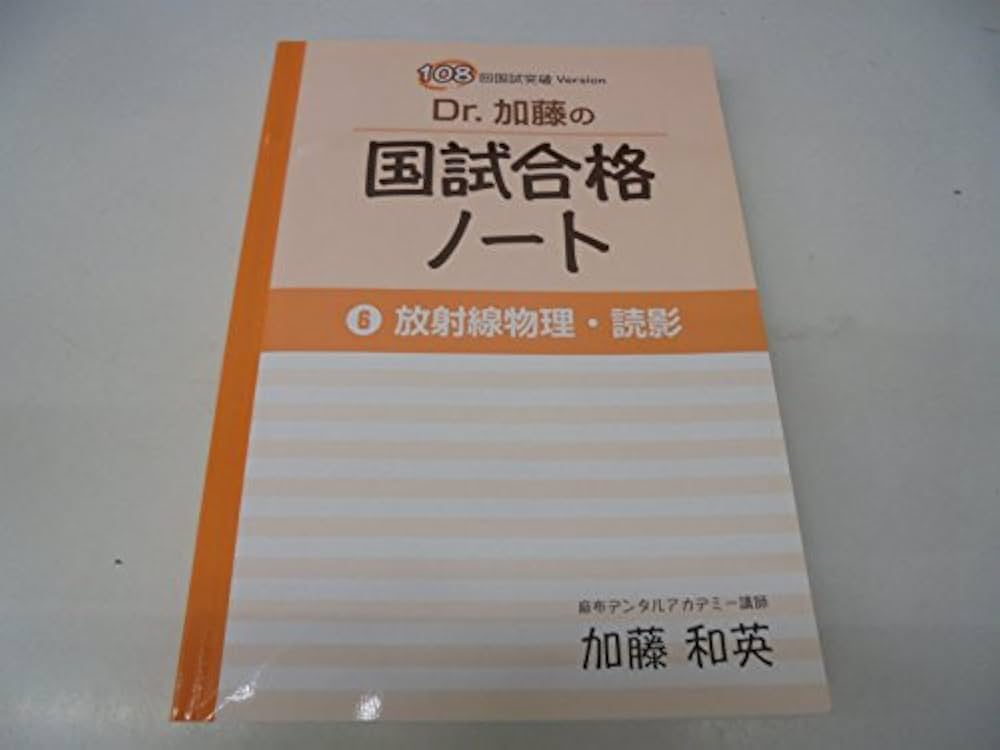 108回国試突破 Version
Dr. 加藤の
国試合格
ノート
6 放射線物理・読影
麻布デンタルアカデミー講師
加藤 和英